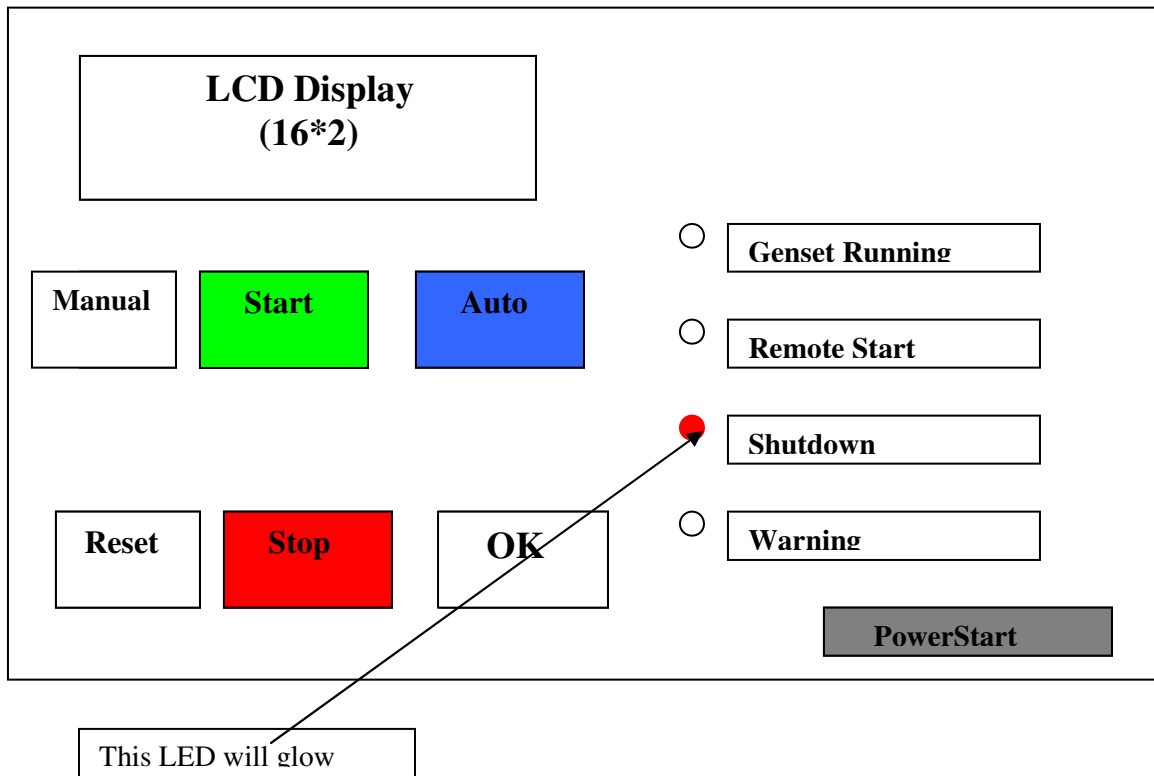 LCD Display
(16*2)
Genset Running
Manual
Start
Auto
Remote Start
Shutdown
Reset
Stop
OK
Warning
PowerStart
This LED will glow